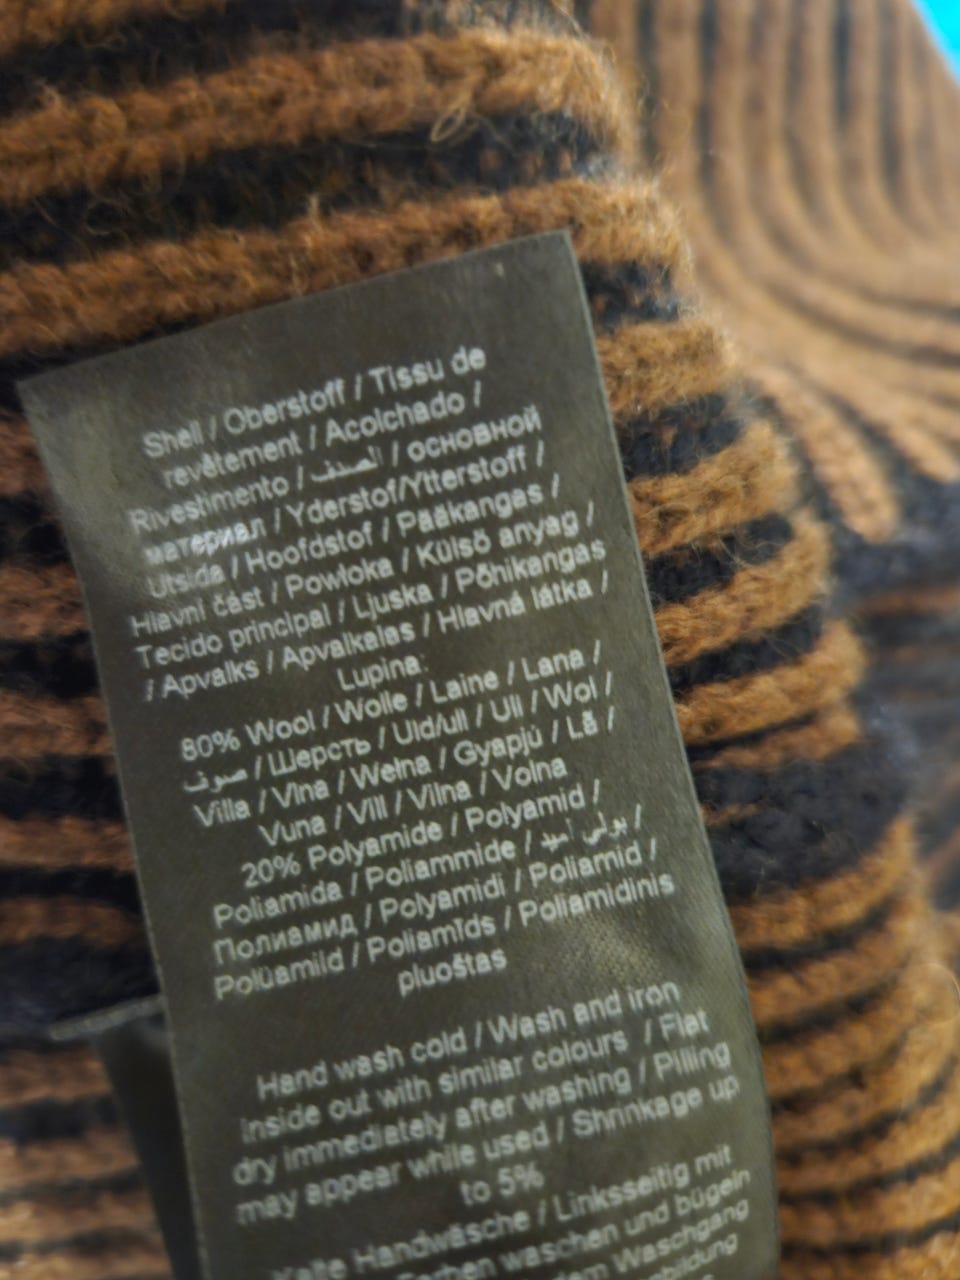 Shell / Oberstoff / Tissu de
revêtement / Acolchado /
Rivestimento / الصدف / основной
материал / Yderstof/Ytterstoff /
Utsida / Hoofdstof / Pääkangas /
Hlavní část / Powłoka / Külső anyag /
Tecido principal / Ljuska / Põhikangas
/ Apvalks / Apvalkalas / Hlavná látka /
Lupina:
80% Wool / Wolle / Laine / Lana /
صوف / Шерсть / Uld/ull / Ull / Wol /
Villa / Vlna / Wełna / Gyapjú / Lã /
Vuna / Vill / Vilna / Volna
20% Polyamide / Polyamid /
Poliamida / Poliammide / بولي أميد /
Полиамид / Polyamidi / Poliamid /
Polüamiid / Poliamīds / Poliamidinis
pluoštas
Hand wash cold / Wash and iron
inside out with similar colours / Flat
dry immediately after washing / Pilling
may appear while used / Shrinkage up
to 5%
Kalte Handwäsche / Linksseitig mit
Farben waschen und bügeln
dem Waschgang